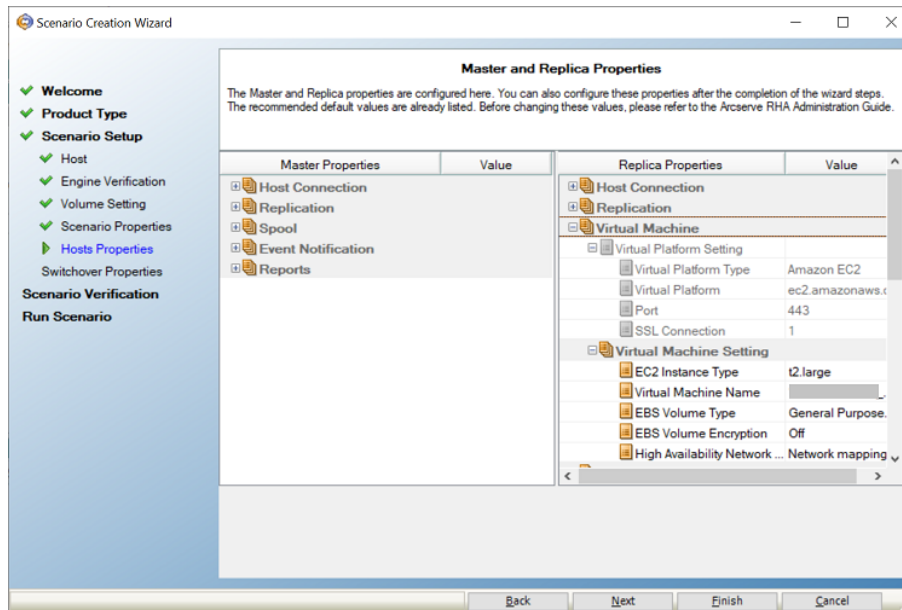 Scenario Creation Wizard
Welcome
Product Type
Scenario Setup
Host
Engine Verification
Volume Setting
Scenario Properties
Hosts Properties
Switchover Properties
Scenario Verification
Run Scenario
Master and Replica Properties
The Master and Replica properties are configured here. You can also configure these properties after the completion of the wizard steps.
The recommended default values are already listed. Before changing these values, please refer to the Arcserve RHA Administration Guide.
Master Properties Value
Host Connection
Replication
Spool
Event Notification
Reports
Replica Properties Value
Host Connection
Replication
Virtual Machine
Virtual Platform Setting
Virtual Platform Type Amazon EC2
Virtual Platform ec2.amazonaws.c
Port 443
SSL Connection 1
Virtual Machine Setting
EC2 Instance Type t2.large
Virtual Machine Name _.
EBS Volume Type General Purpose.
EBS Volume Encryption Off
High Availability Network ... Network mapping
Back Next Finish Cancel